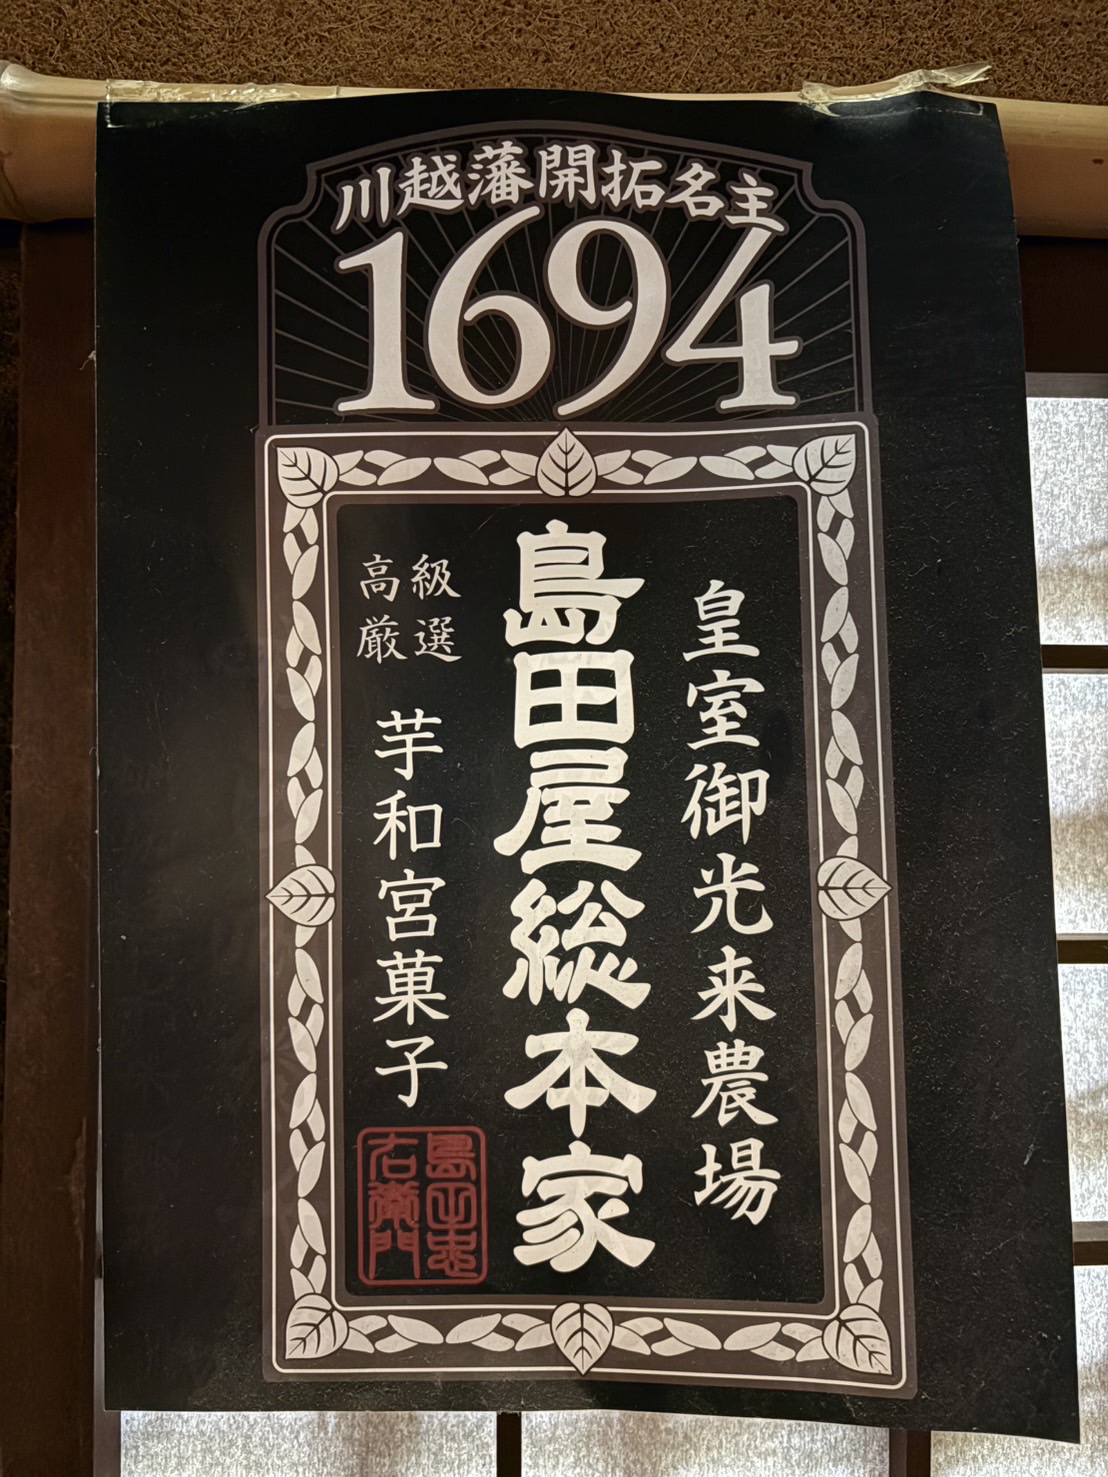 川越藩開拓名主
1694
皇室御光来農場
島田屋総本家
高級
厳選
芋和宮菓子
島田忠
右衛門